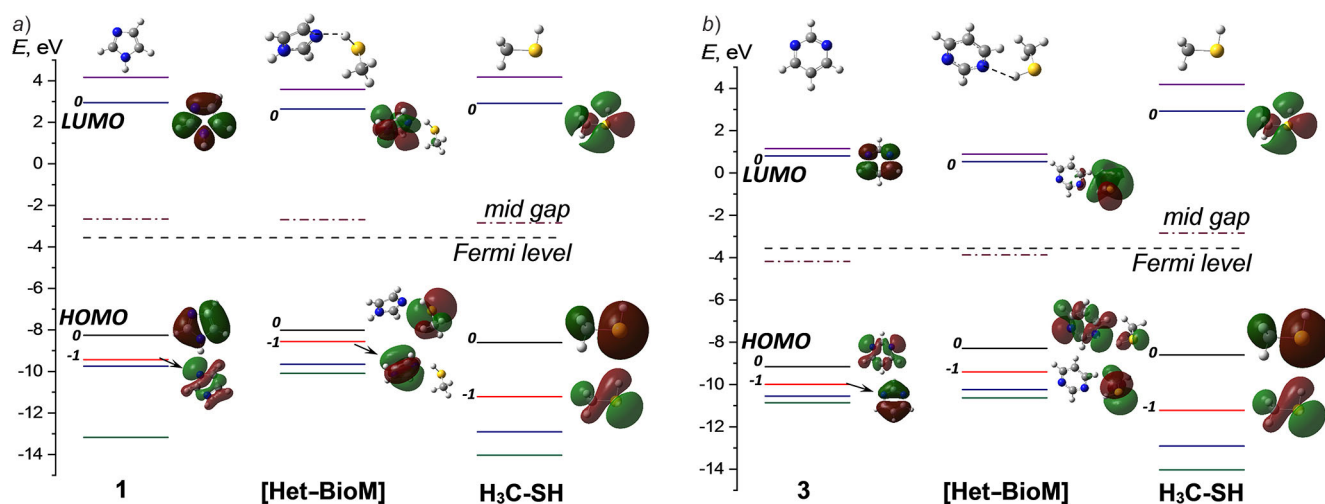 a)
E, eV
4
2
0
-2
-4
-6
-8
-10
-12
-14
0
LUMO
0
0
mid gap
Fermi level
HOMO
0
-1
0
-1
0
-1
1
[Het–BioM]
H₃C-SH
b)
E, eV
4
2
0
-2
-4
-6
-8
-10
-12
-14
0
LUMO
0
0
mid gap
Fermi level
HOMO
0
-1
0
-1
0
-1
3
[Het–BioM]
H₃C-SH